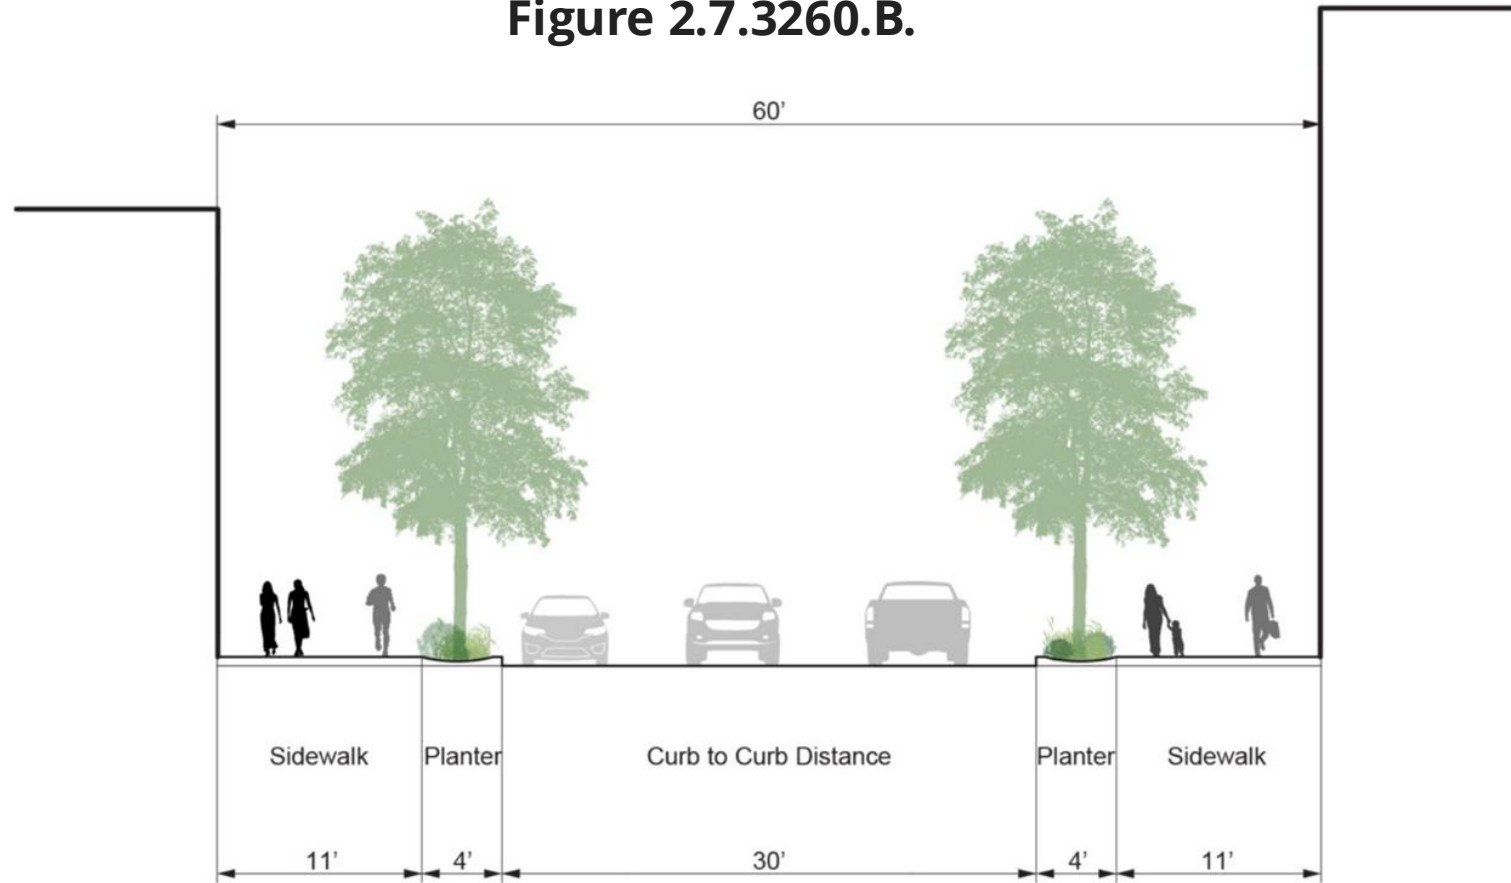 Figure 2.7.3260.B.
60’
Sidewalk Planter Curb to Curb Distance Planter Sidewalk
11’ 4’ 30’ 4’ 11’